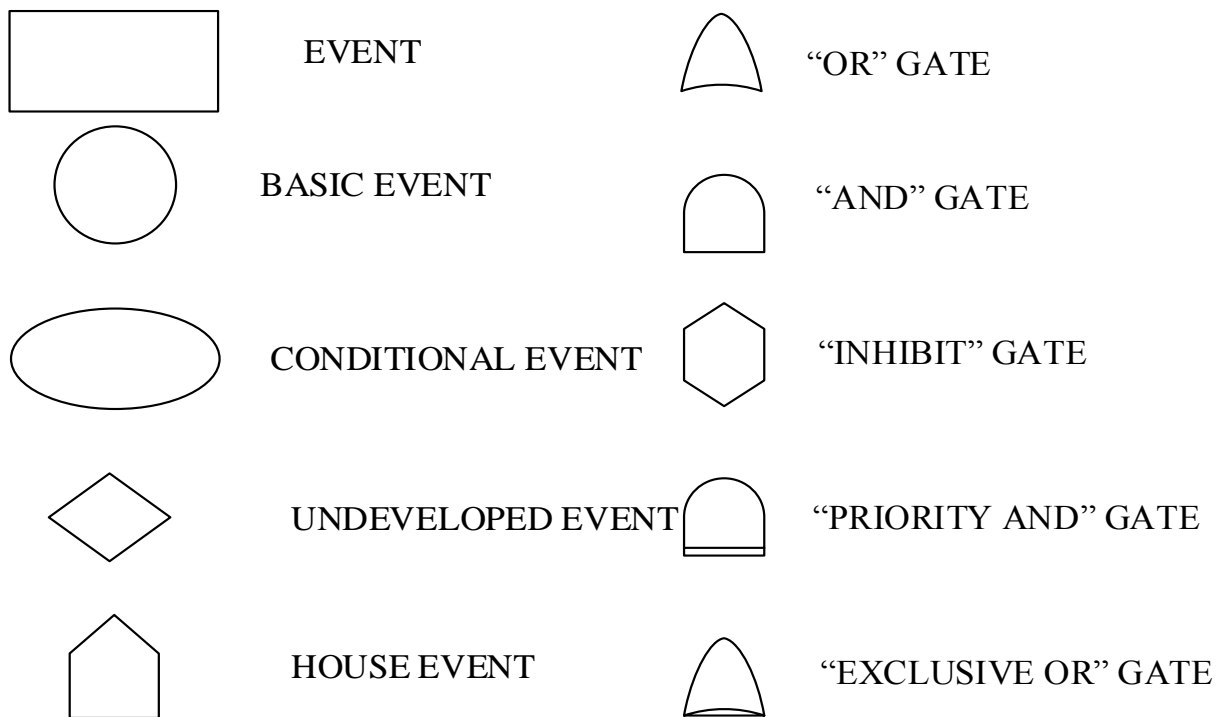 EVENT
“OR” GATE
BASIC EVENT
“AND” GATE
CONDITIONAL EVENT
“INHIBIT” GATE
UNDEVELOPED EVENT
“PRIORITY AND” GATE
HOUSE EVENT
“EXCLUSIVE OR” GATE